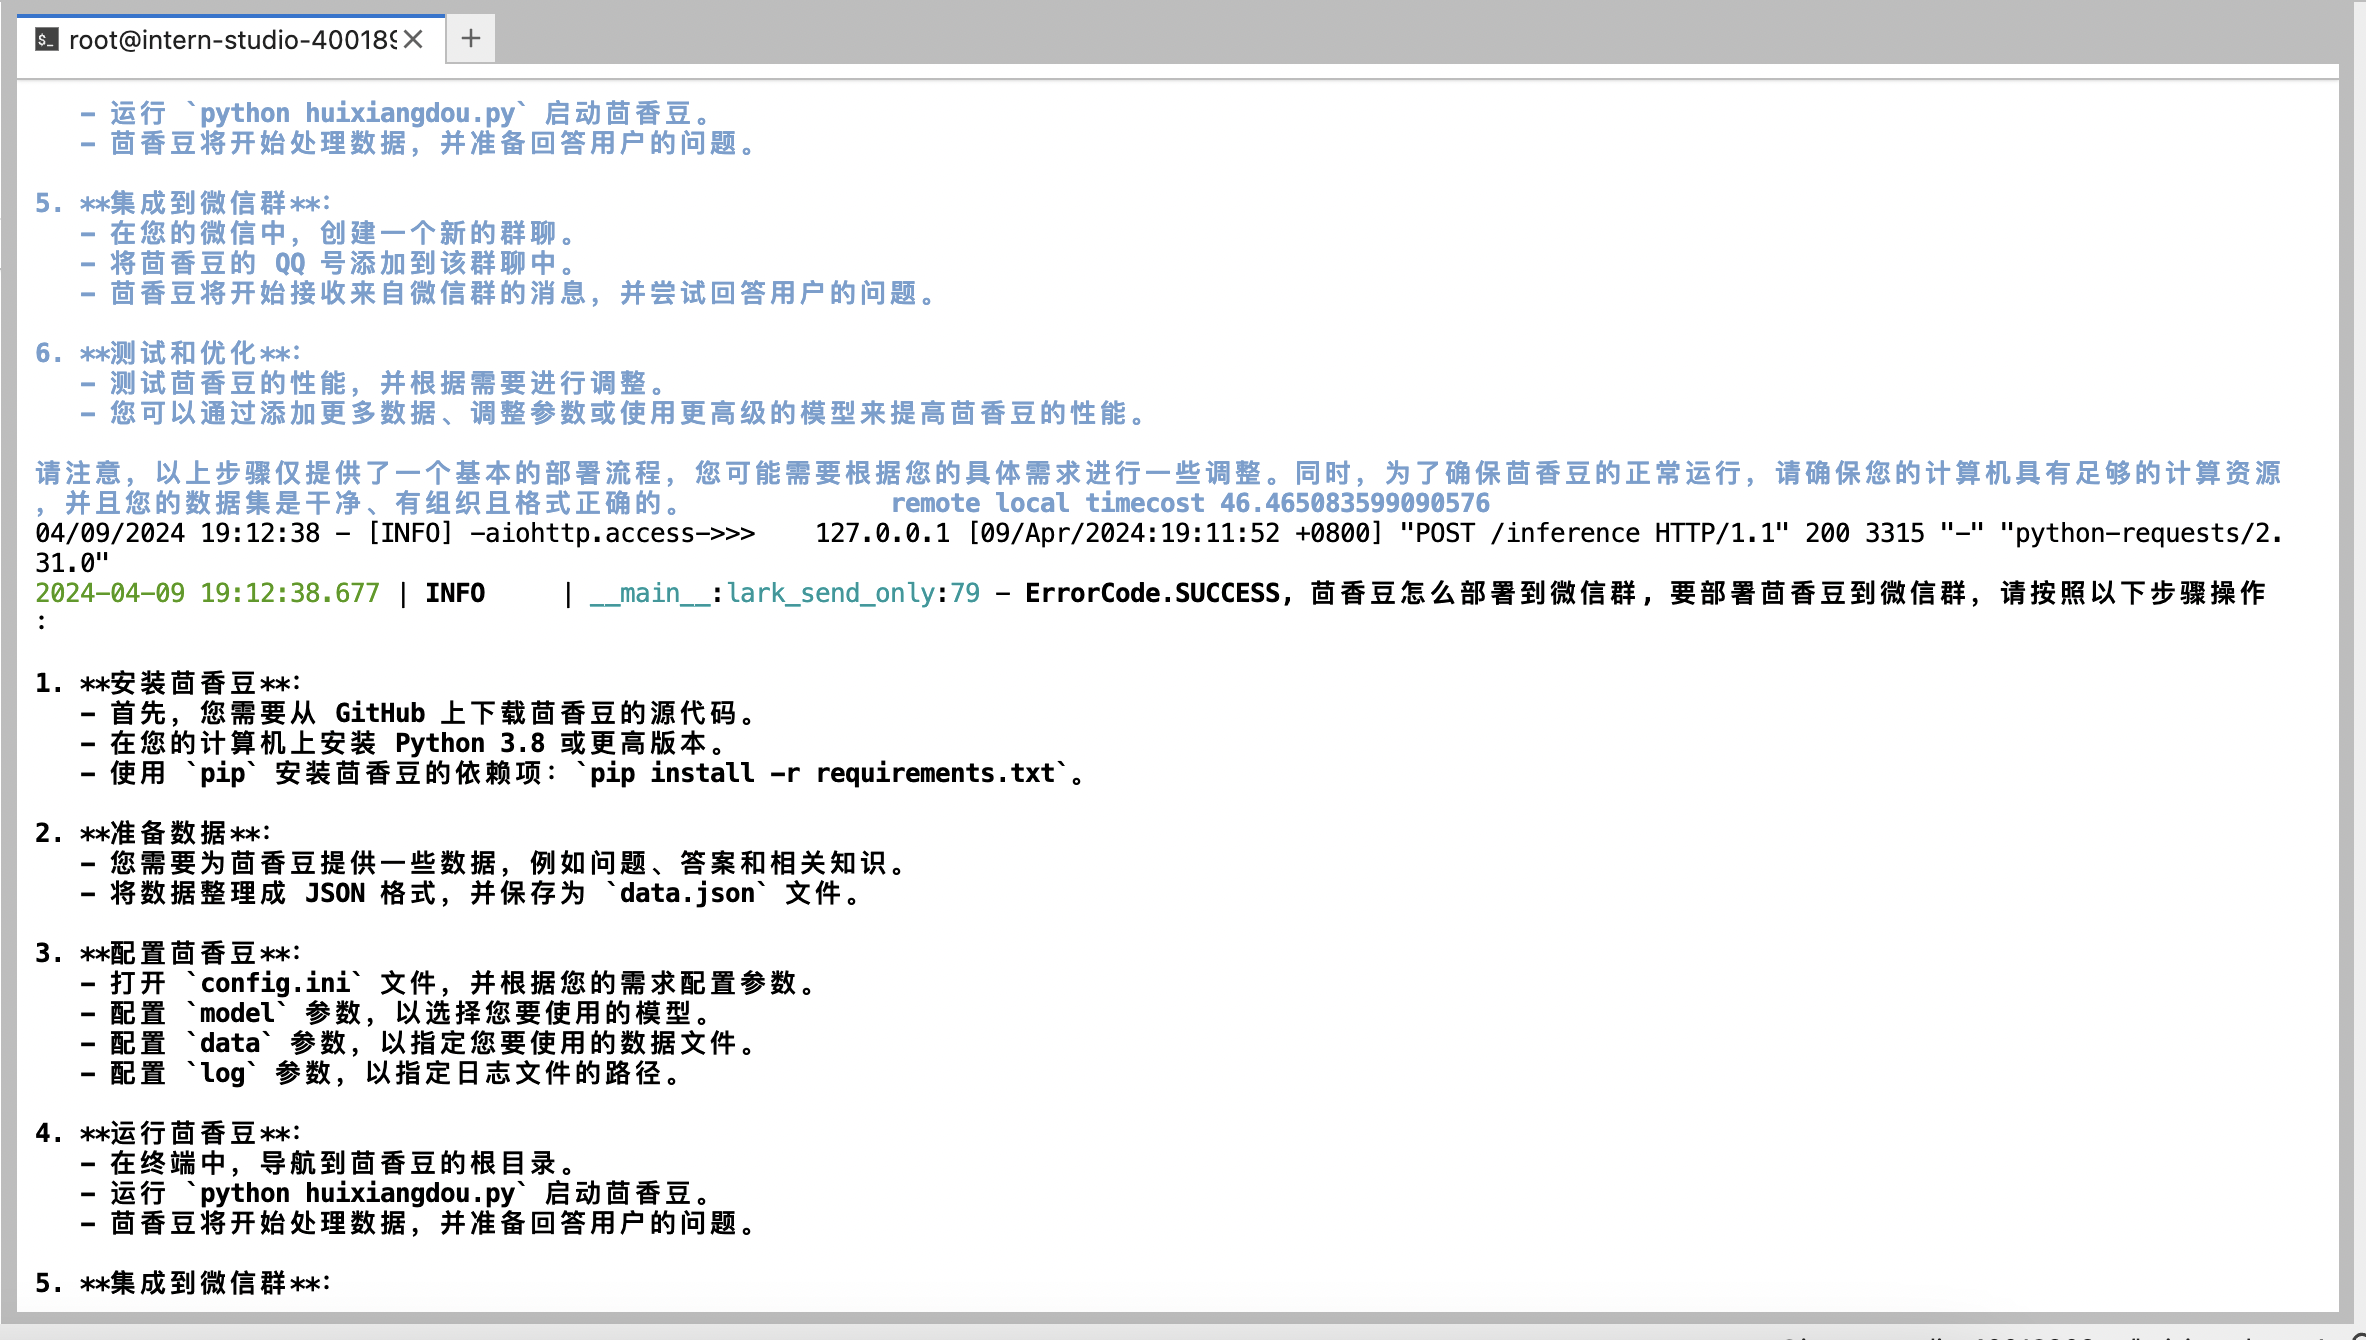 root@intern-studio-400189
- 运行 `python huixiangdou.py` 启动茴香豆。
- 茴香豆将开始处理数据，并准备回答用户的问题。
5. **集成到微信群**：
- 在您的微信中，创建一个新的群聊。
- 将茴香豆的 QQ 号添加到该群聊中。
- 茴香豆将开始接收来自微信群的消息，并尝试回答用户的问题。
6. **测试和优化**：
- 测试茴香豆的性能，并根据需要进行调整。
- 您可以通过添加更多数据、调整参数或使用更高级的模型来提高茴香豆的性能。
请注意，以上步骤仅提供了一个基本的部署流程，您可能需要根据您的具体需求进行一些调整。同时，为了确保茴香豆的正常运行，请确保您的计算机具有足够的计算资源
，并且您的数据集是干净、有组织且格式正确的。 remote local timecost 46.465083599090576
04/09/2024 19:12:38 - [INFO] -aiohttp.access->>> 127.0.0.1 [09/Apr/2024:19:11:52 +0800] "POST /inference HTTP/1.1" 200 3315 "-" "python-requests/2.
31.0"
2024-04-09 19:12:38.677 | INFO | __main__:lark_send_only:79 - ErrorCode.SUCCESS, 茴香豆怎么部署到微信群, 要部署茴香豆到微信群，请按照以下步骤操作
：
1. **安装茴香豆**：
- 首先，您需要从 GitHub 上下载茴香豆的源代码。
- 在您的计算机上安装 Python 3.8 或更高版本。
- 使用 `pip` 安装茴香豆的依赖项：`pip install -r requirements.txt`。
2. **准备数据**：
- 您需要为茴香豆提供一些数据，例如问题、答案和相关知识。
- 将数据整理成 JSON 格式，并保存为 `data.json` 文件。
3. **配置茴香豆**：
- 打开 `config.ini` 文件，并根据您的需求配置参数。
- 配置 `model` 参数，以选择您要使用的模型。
- 配置 `data` 参数，以指定您要使用的数据文件。
- 配置 `log` 参数，以指定日志文件的路径。
4. **运行茴香豆**：
- 在终端中，导航到茴香豆的根目录。
- 运行 `python huixiangdou.py` 启动茴香豆。
- 茴香豆将开始处理数据，并准备回答用户的问题。
5. **集成到微信群**：